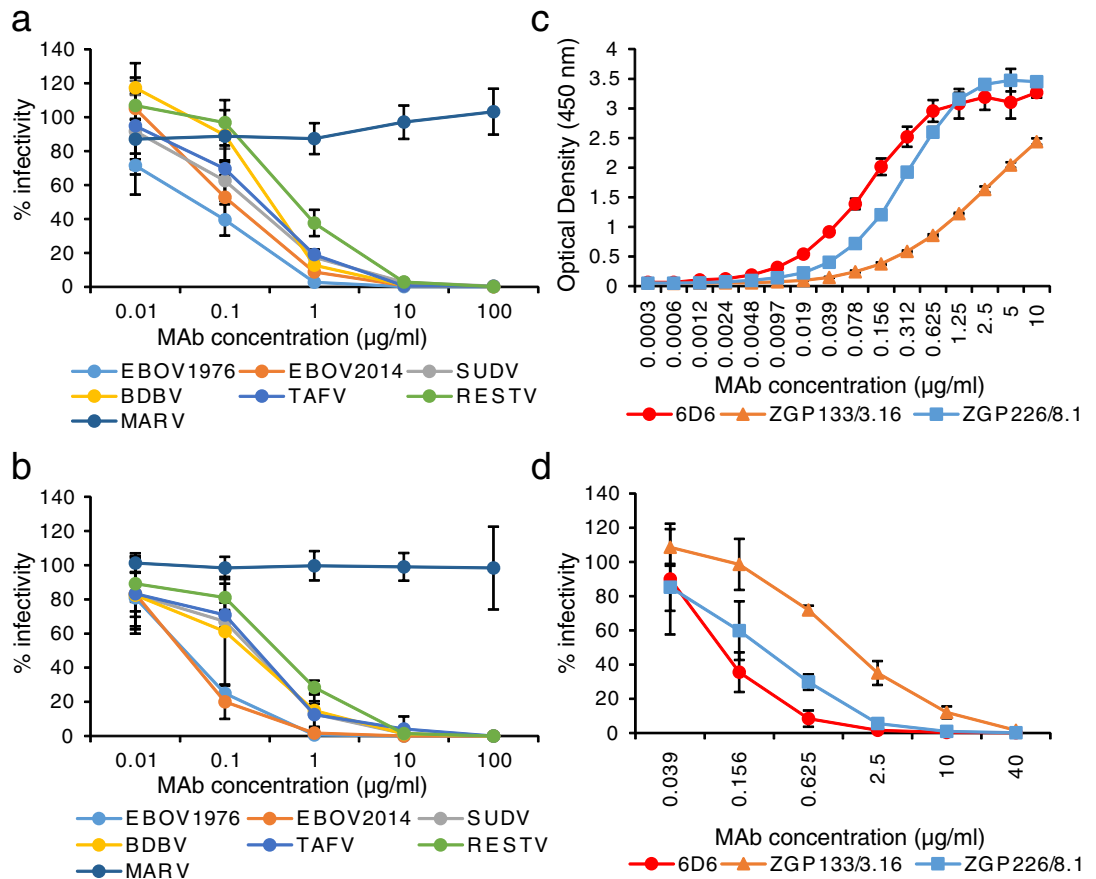 a
% infectivity
140
120
100
80
60
40
20
0
0.01 0.1 1 10 100
MAb concentration (µg/ml)
EBOV1976 EBOV2014 SUDV
BDBV TAFV RESTV
MARV
b
% infectivity
140
120
100
80
60
40
20
0
0.01 0.1 1 10 100
MAb concentration (µg/ml)
EBOV1976 EBOV2014 SUDV
BDBV TAFV RESTV
MARV
c
Optical Density (450 nm)
4
3.5
3
2.5
2
1.5
1
0.5
0
0.0003 0.0006 0.0012 0.0024 0.0048 0.0097 0.019 0.039 0.078 0.156 0.312 0.625 1.25 2.5 5 10
MAb concentration (µg/ml)
6D6 ZGP133/3.16 ZGP226/8.1
d
% infectivity
140
120
100
80
60
40
20
0
0.039 0.156 0.625 2.5 10 40
MAb concentration (µg/ml)
6D6 ZGP133/3.16 ZGP226/8.1